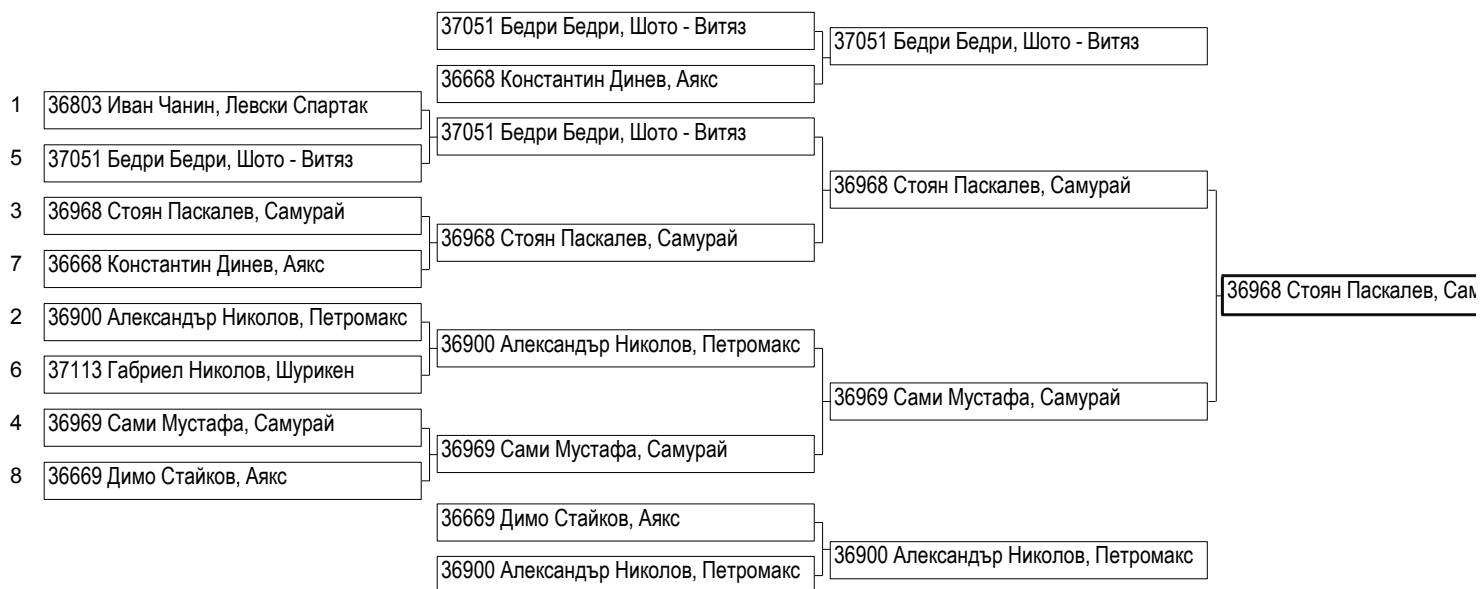 37051 Бедри Бедри, Шото - Витяз
37051 Бедри Бедри, Шото - Витяз
36668 Константин Динев, Аякс
1 36803 Иван Чанин, Левски Спартак
37051 Бедри Бедри, Шото - Витяз
5 37051 Бедри Бедри, Шото - Витяз
36968 Стоян Паскалев, Самурай
3 36968 Стоян Паскалев, Самурай
36968 Стоян Паскалев, Самурай
7 36668 Константин Динев, Аякс
36968 Стоян Паскалев, Сам
2 36900 Александър Николов, Петромакс
36900 Александър Николов, Петромакс
6 37113 Габриел Николов, Шурикен
36969 Сами Мустафа, Самурай
4 36969 Сами Мустафа, Самурай
36969 Сами Мустафа, Самурай
8 36669 Димо Стайков, Аякс
36669 Димо Стайков, Аякс
36900 Александър Николов, Петромакс
36900 Александър Николов, Петромакс